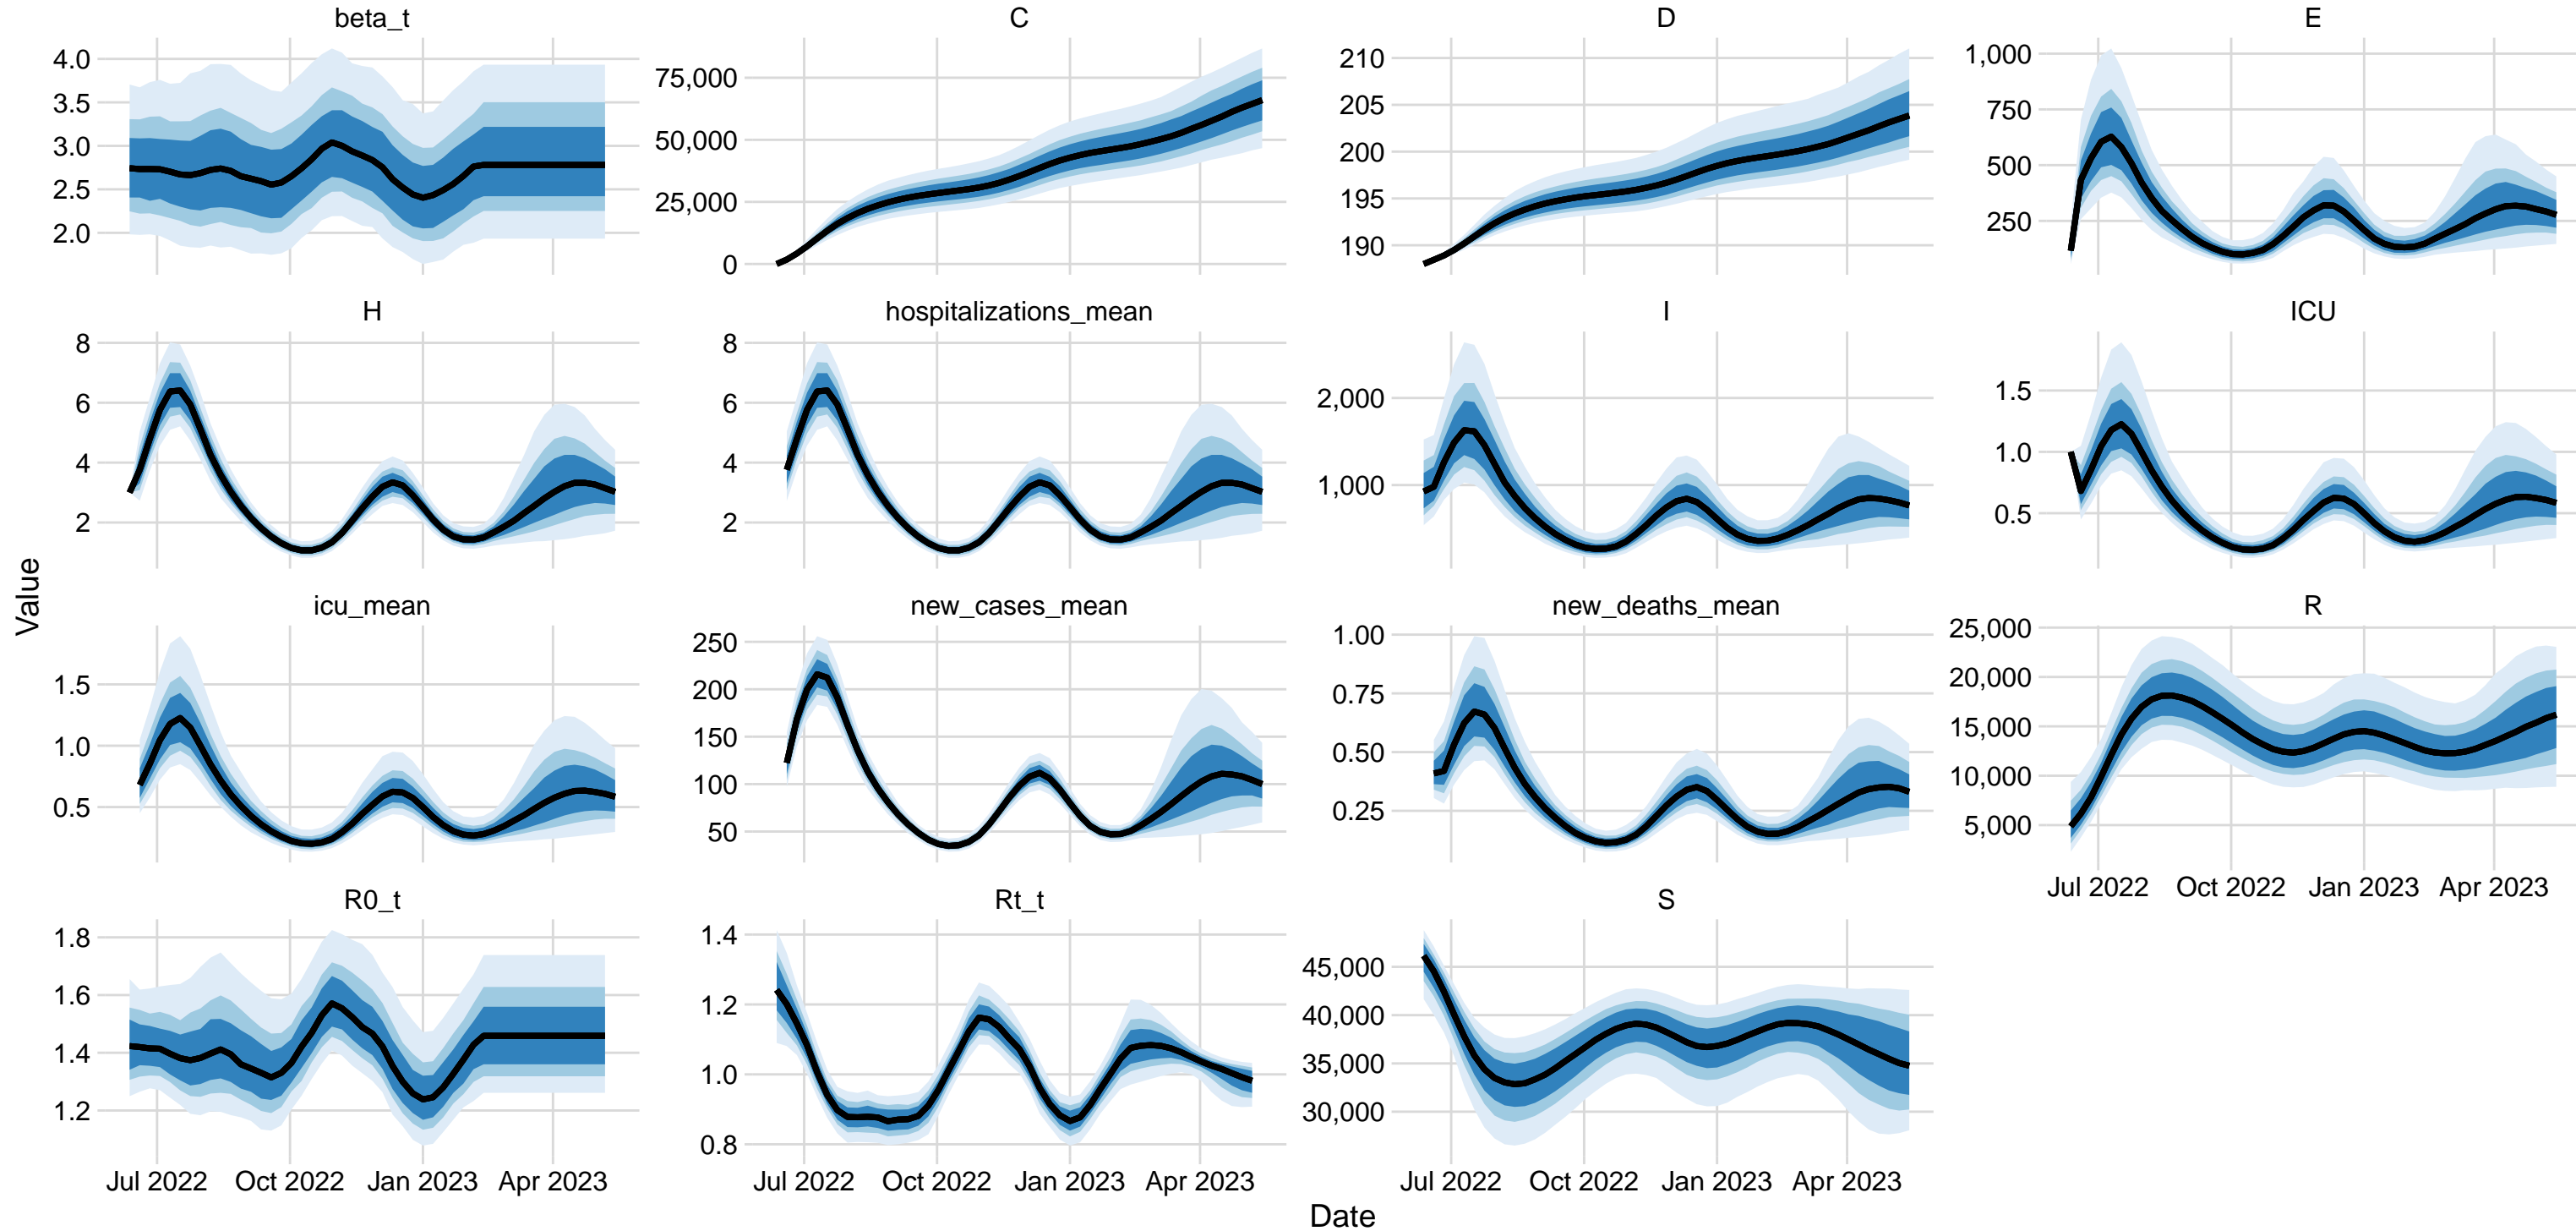 beta_t
C
D
E
4.0
3.5
3.0
2.5
2.0
75,000
50,000
25,000
0
210
205
200
195
190
1,000
750
500
250
H
hospitalizations_mean
I
ICU
8
6
4
2
8
6
4
2
2,000
1,000
1.5
1.0
0.5
icu_mean
new_cases_mean
new_deaths_mean
R
1.5
1.0
0.5
250
200
150
100
50
1.00
0.75
0.50
0.25
25,000
20,000
15,000
10,000
5,000
Jul 2022 Oct 2022 Jan 2023 Apr 2023
R0_t
Rt_t
S
1.8
1.6
1.4
1.2
1.4
1.2
1.0
0.8
45,000
40,000
35,000
30,000
Jul 2022 Oct 2022 Jan 2023 Apr 2023
Jul 2022 Oct 2022 Jan 2023 Apr 2023
Jul 2022 Oct 2022 Jan 2023 Apr 2023
Value
Date